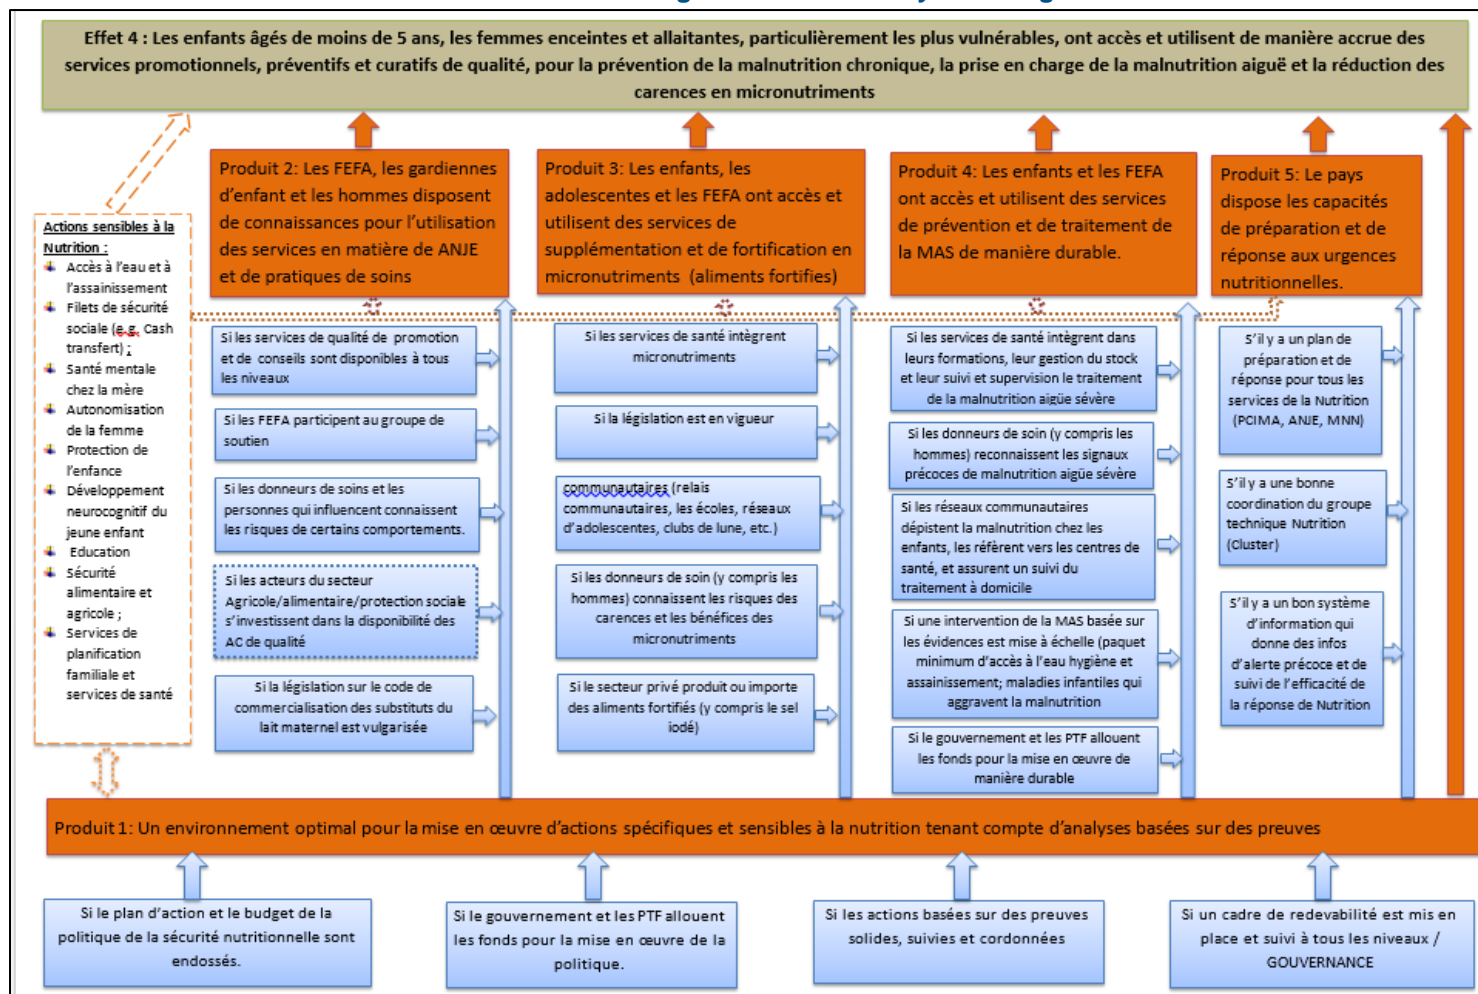 Effet 4 : Les enfants âgés de moins de 5 ans, les femmes enceintes et allaitantes, particulièrement les plus vulnérables, ont accès et utilisent de manière accrue des
services promotionnels, préventifs et curatifs de qualité, pour la prévention de la malnutrition chronique, la prise en charge de la malnutrition aiguë et la réduction des
carences en micronutriments
Actions sensibles à la
Nutrition :
Accès à l'eau et à
l'assainissement
Filets de sécurité
sociale (e.g. Cash
transfert) ;
Santé mentale
chez la mère
Autonomisation
de la femme
Protection de
l'enfance
Développement
neurocognitif du
jeune enfant
Education
Sécurité
alimentaire et
agricole ;
Services de
planification
familiale et
services de santé
Produit 2: Les FEFA, les gardiennes
d'enfant et les hommes disposent
de connaissances pour l'utilisation
des services en matière de ANJE
et de pratiques de soins
Si les services de qualité de promotion
et de conseils sont disponibles à tous
les niveaux
Si les FEFA participent au groupe de
soutien
Si les donneurs de soins et les
personnes qui influencent connaissent
les risques de certains comportements.
Si les acteurs du secteur
Agricole/alimentaire/protection sociale
s'investissent dans la disponibilité des
AC de qualité
Si la législation sur le code de
commercialisation des substituts du
lait maternel est vulgarisée
Produit 3: Les enfants, les
adolescentes et les FEFA ont accès et
utilisent des services de
supplémentation et de fortification en
micronutriments (aliments fortifies)
Si les services de santé intègrent
micronutriments
Si la législation est en vigueur
communautaires (relais
communautaires, les écoles, réseaux
d'adolescentes, clubs de lune, etc.)
Si les donneurs de soin (y compris les
hommes) connaissent les risques des
carences et les bénéfices des
micronutriments
Si le secteur privé produit ou importe
des aliments fortifiés (y compris le sel
iodé)
Produit 4: Les enfants et les FEFA
ont accès et utilisent des services
de prévention et de traitement de
la MAS de manière durable.
Si les services de santé intègrent dans
leurs formations, leur gestion du stock
et leur suivi et supervision le traitement
de la malnutrition aigüe sévère
Si les donneurs de soin (y compris les
hommes) reconnaissent les signaux
précoces de malnutrition aigüe sévère
Si les réseaux communautaires
dépistent la malnutrition chez les
enfants, les réfèrent vers les centres de
santé, et assurent un suivi du
traitement à domicile
Si une intervention de la MAS basée sur
les évidences est mise à échelle (paquet
minimum d'accès à l'eau hygiène et
assainissement; maladies infantiles qui
aggravent la malnutrition
Si le gouvernement et les PTF allouent
les fonds pour la mise en œuvre de
manière durable
Produit 5: Le pays
dispose les capacités
de préparation et de
réponse aux urgences
nutritionnelles.
S'il y a un plan de
préparation et de
réponse pour tous les
services de la Nutrition
(PCIMA, ANJE, MNN)
S'il y a une bonne
coordination du groupe
technique Nutrition
(Cluster)
S'il y a un bon système
d'information qui
donne des infos
d'alerte précoce et de
suivi de l'efficacité de
la réponse de Nutrition
Produit 1: Un environnement optimal pour la mise en œuvre d'actions spécifiques et sensibles à la nutrition tenant compte d'analyses basées sur des preuves
Si le plan d'action et le budget de la
politique de la sécurité nutritionnelle sont
endossés.
Si le gouvernement et les PTF allouent
les fonds pour la mise en œuvre de la
politique.
Si les actions basées sur des preuves
solides, suivies et cordonnées
Si un cadre de redevabilité est mis en
place et suivi à tous les niveaux /
GOUVERNANCE